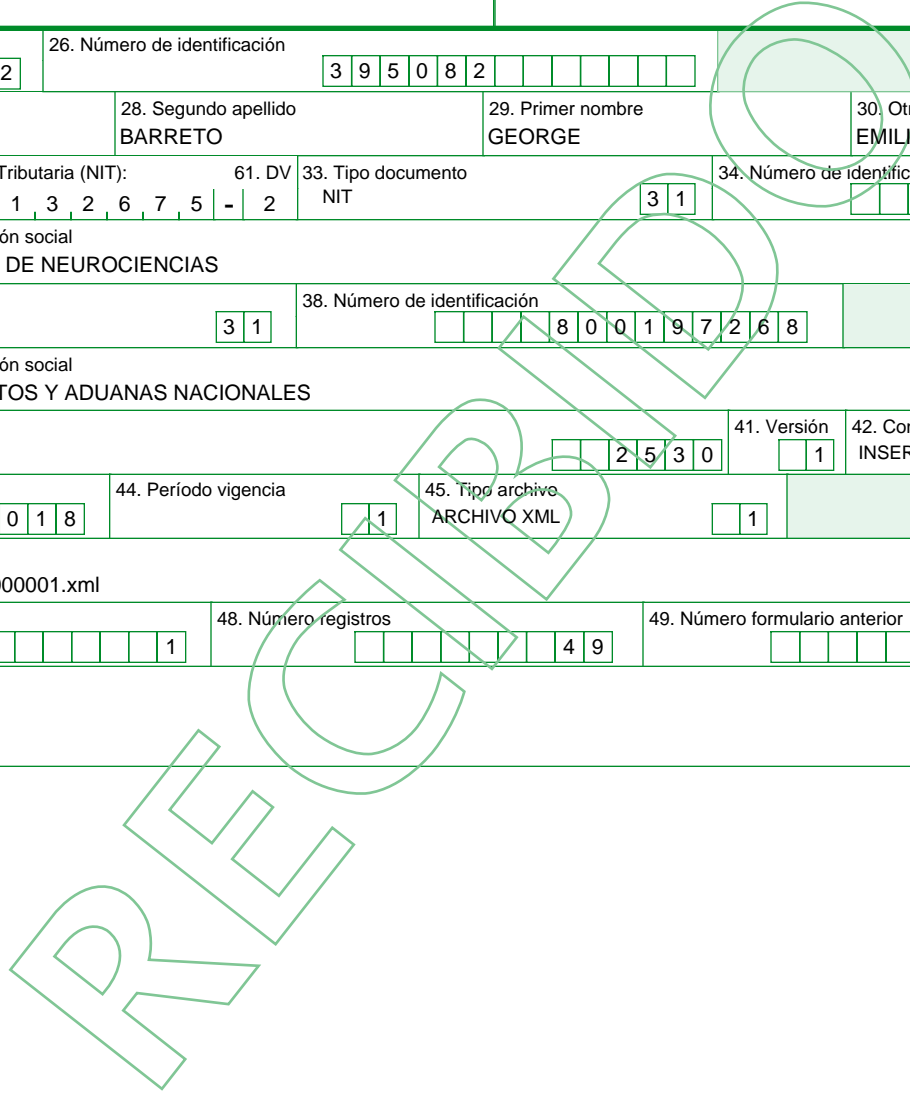 26. Número de identificación
2 3 9 5 0 8 2
28. Segundo apellido 29. Primer nombre 30. Otr
BARRETO GEORGE EMILI
Tributaria (NIT): 61. DV 33. Tipo documento 34. Número de identific
1 3 2 6 7 5 - 2 NIT 3 1
ón social
DE NEUROCIENCIAS
38. Número de identificación
3 1 8 0 0 1 9 7 2 6 8
ón social
TOS Y ADUANAS NACIONALES
41. Versión 42. Con
2 5 3 0 1 INSER
44. Período vigencia 45. Tipo archivo
0 1 8 1 ARCHIVO XML 1
000001.xml
48. Número registros 49. Número formulario anterior
1 4 9
RECIBIDO